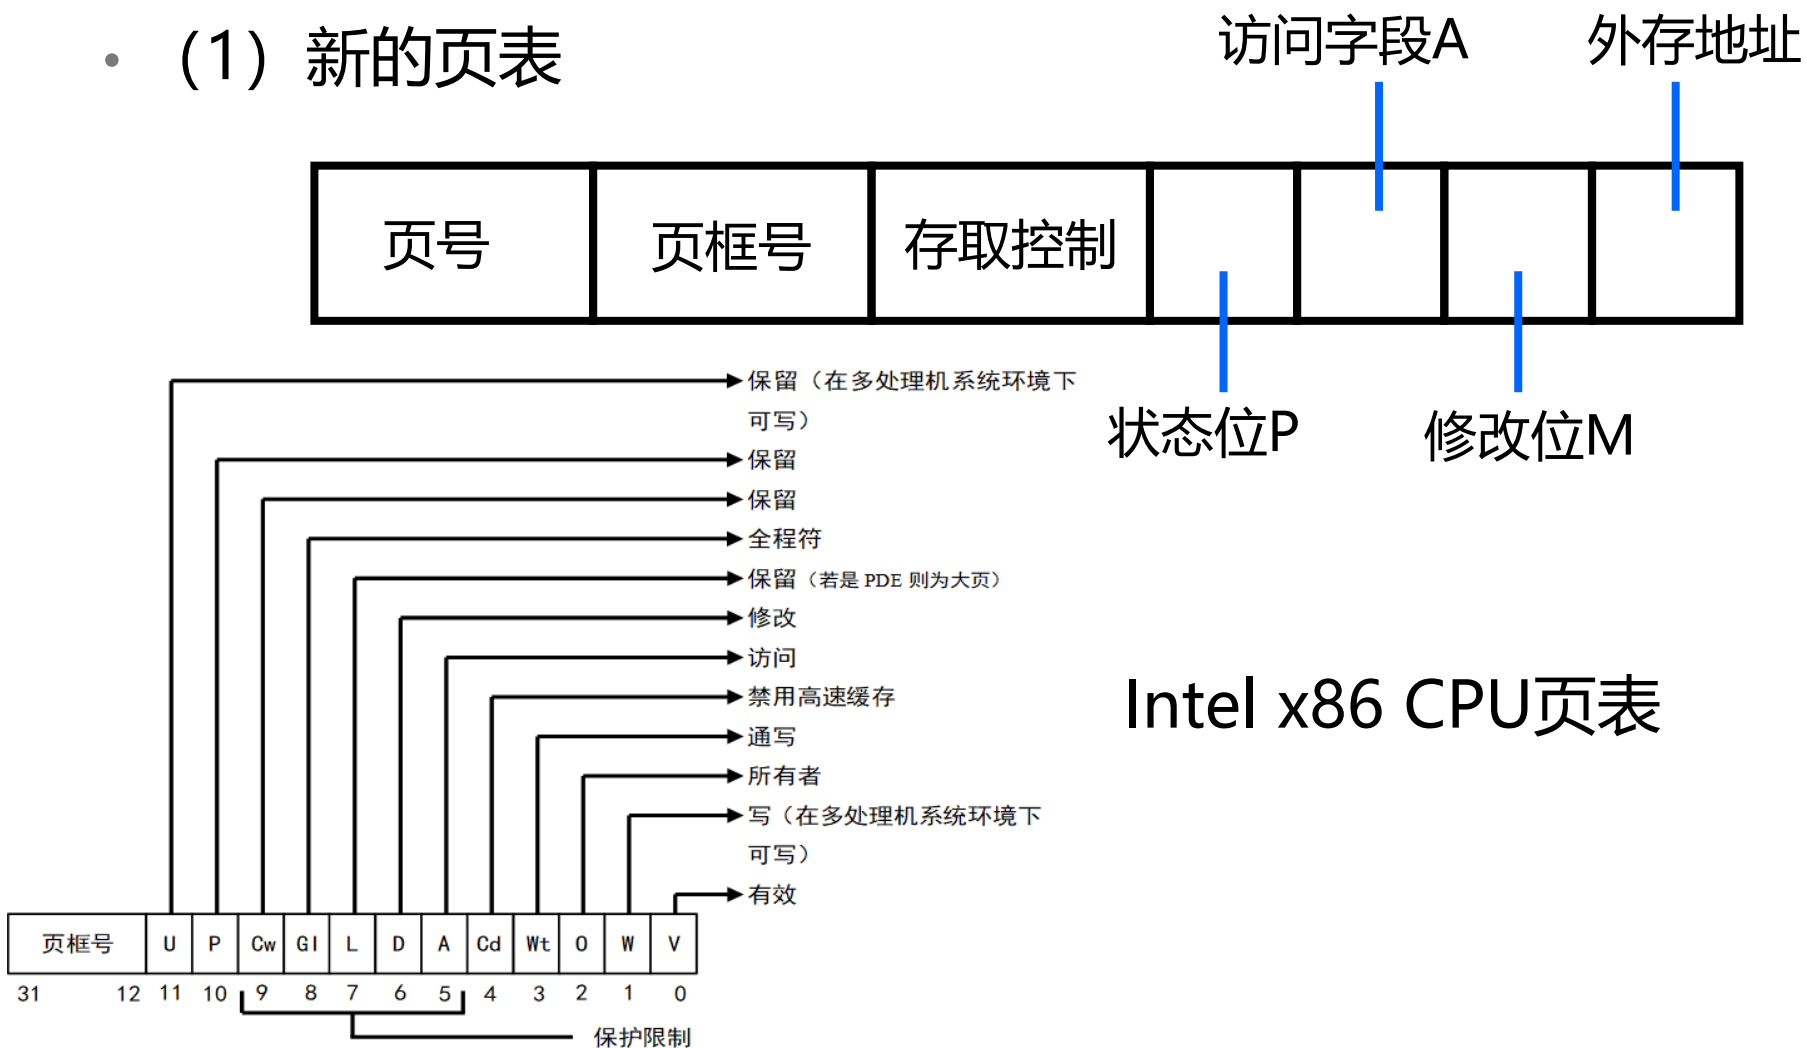 • （1）新的页表
访问字段A
外存地址
页号
页框号
存取控制
状态位P
修改位M
保留（在多处理机系统环境下
可写）
保留
保留
全程符
保留（若是 PDE 则为大页）
修改
访问
禁用高速缓存
通写
所有者
写（在多处理机系统环境下
可写）
有效
Intel x86 CPU页表
页框号 U P Cw Gl L D A Cd Wt O W V
31 12 11 10 9 8 7 6 5 4 3 2 1 0
保护限制